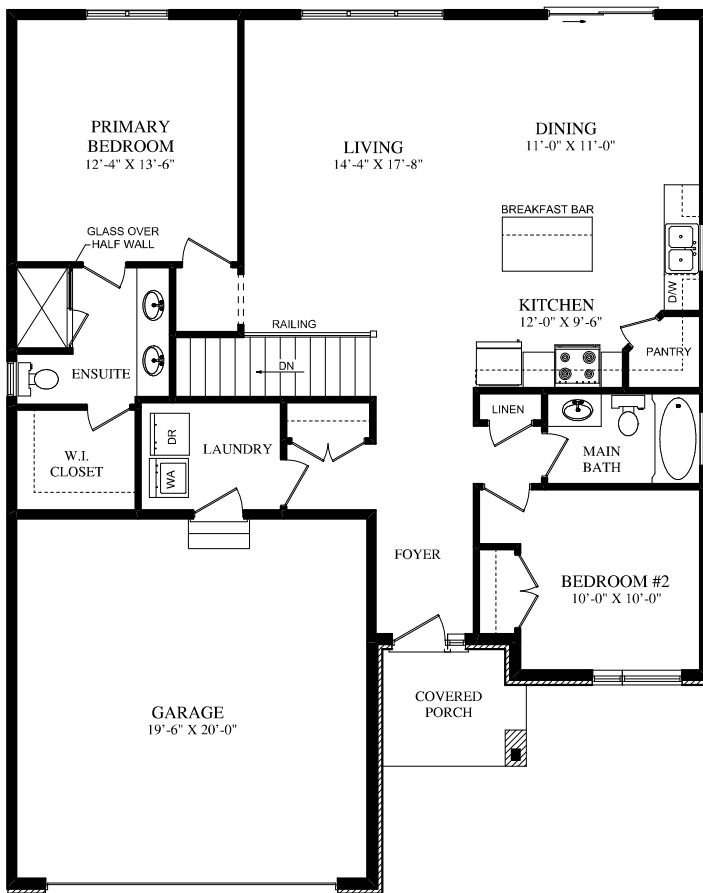 PRIMARY
BEDROOM
12'-4" X 13'-6"
LIVING
14'-4" X 17'-8"
DINING
11'-0" X 11'-0"
BREAKFAST BAR
GLASS OVER
HALF WALL
D/W
KITCHEN
12'-0" X 9'-6"
RAILING
PANTRY
DN
ENSUITE
LINEN
DR
LAUNDRY
W.I.
CLOSET
WA
MAIN
BATH
FOYER
BEDROOM #2
10'-0" X 10'-0"
COVERED
PORCH
GARAGE
19'-6" X 20'-0"